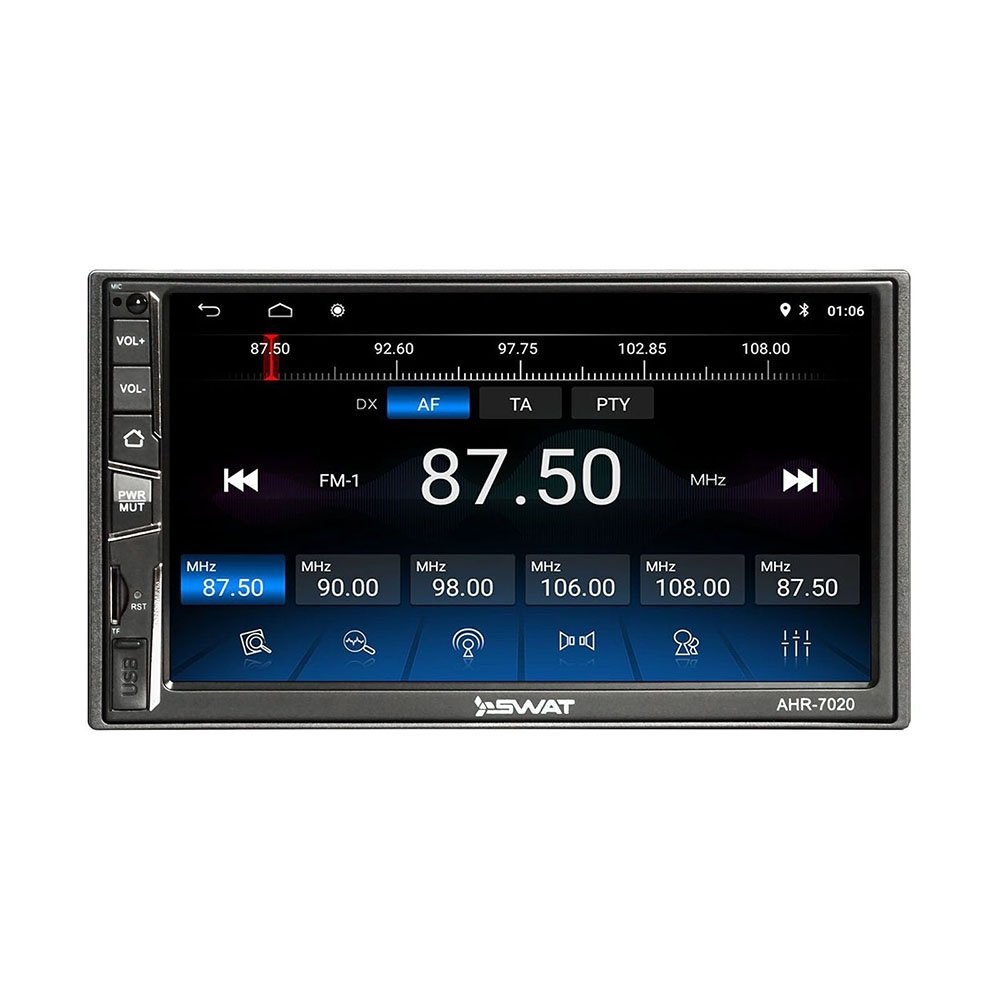 MIC
VOL+
VOL-
PWR
MUT
RST
TF
USB
01:06
87.50 92.60 97.75 102.85 108.00
DX AF TA PTY
FM-1 87.50 MHz
MHz MHz MHz MHz MHz MHz
87.50 90.00 98.00 106.00 108.00 87.50
SWAT
AHR-7020